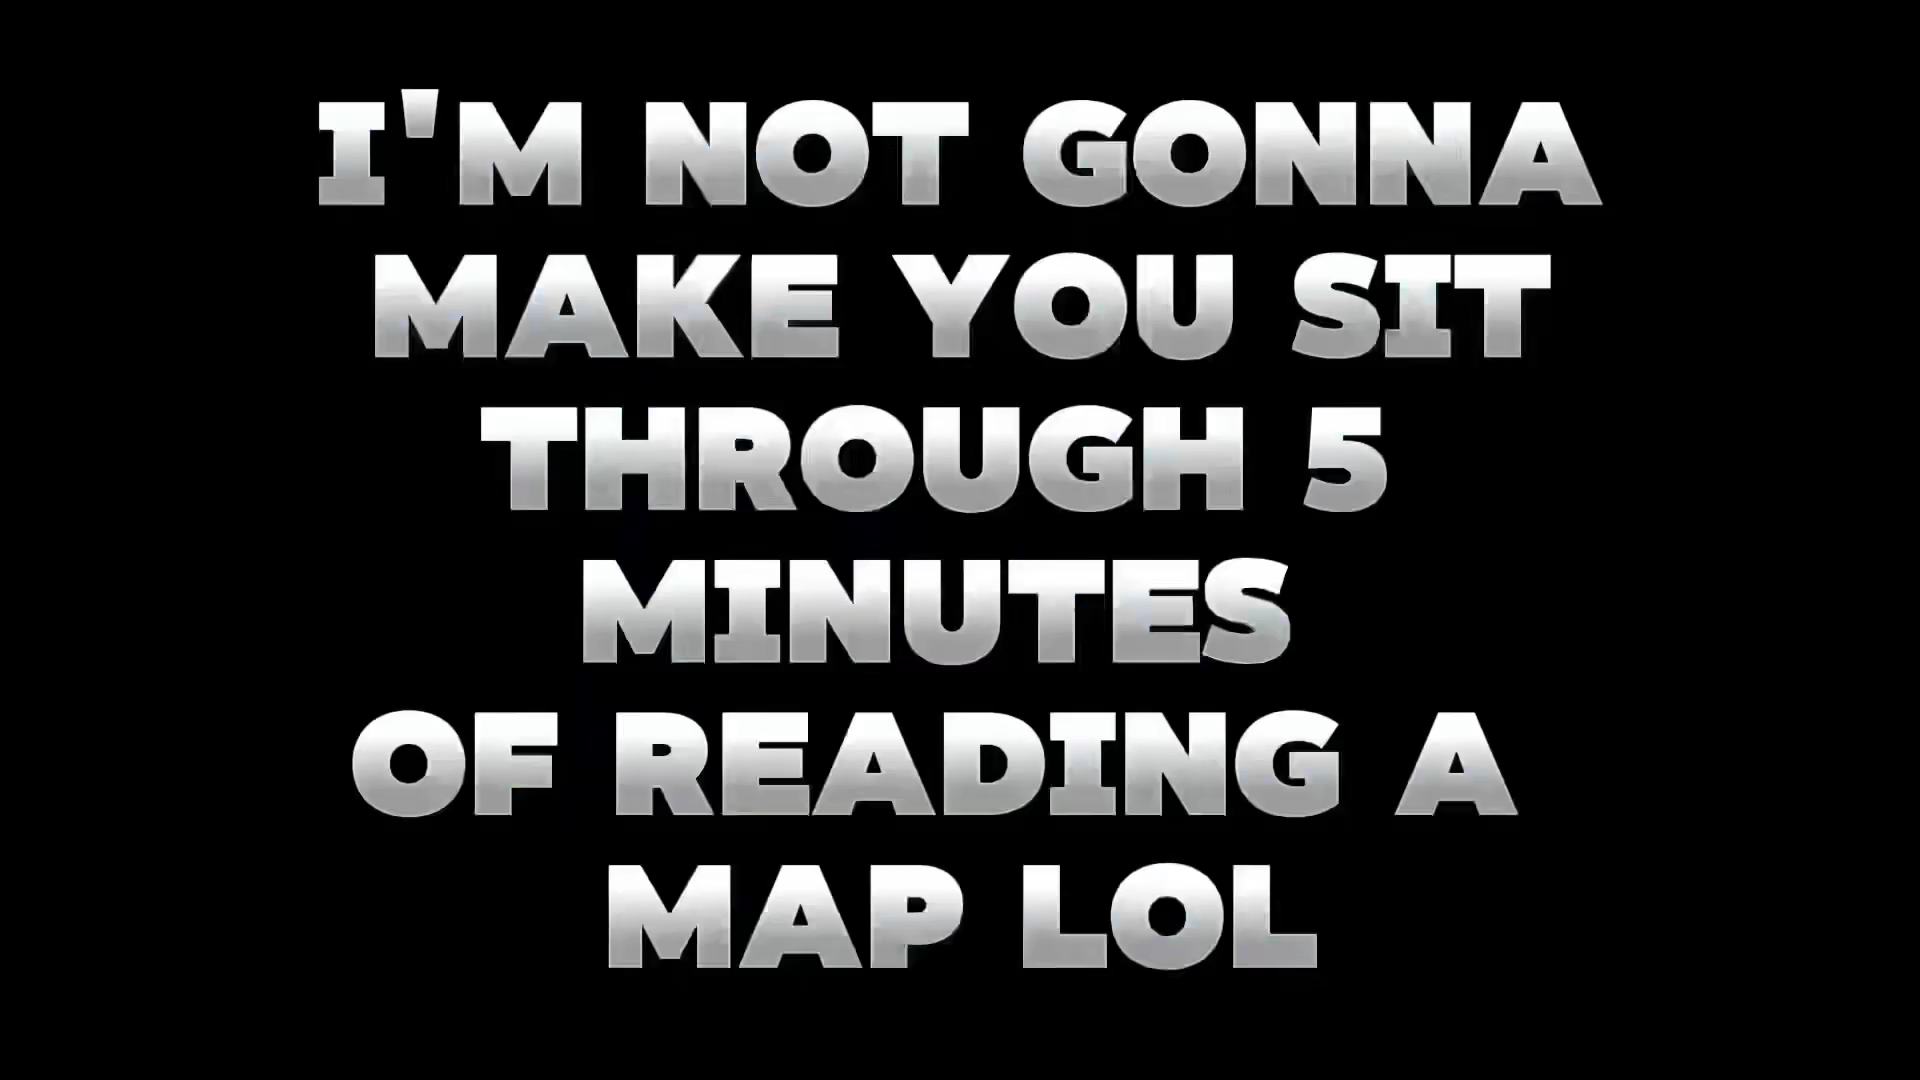 I'M NOT GONNA
MAKE YOU SIT
THROUGH 5
MINUTES
OF READING A
MAP LOL